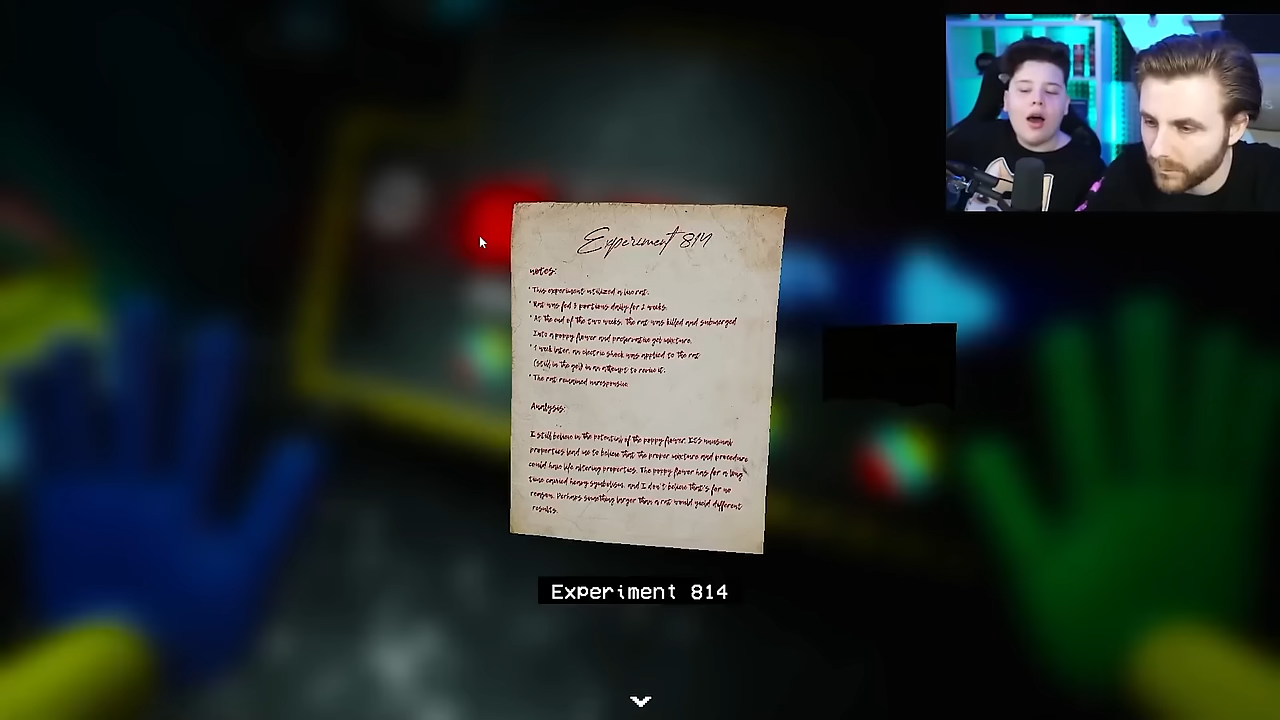 Experiment 814
notes:
* This experiment utilized a live rat.
* Rat was fed 3 portions daily for 2 weeks.
* At the end of the two weeks, the rat was killed and submerged
into a poppy flower and preservative gel mixture.
* 1 week later, an electric shock was applied to the rat
(still in the gel) in an attempt to revive it.
* The rat remained unresponsive.
Analysis:
I still believe in the potential of the poppy flower. It's unusual
properties lead me to believe that the proper mixture and procedure
could have life altering properties. The poppy flower has for a long
time carried heavy symbolism, and I don't believe that's for no
reason. Perhaps something larger than a rat would yield different
results.
Experiment 814